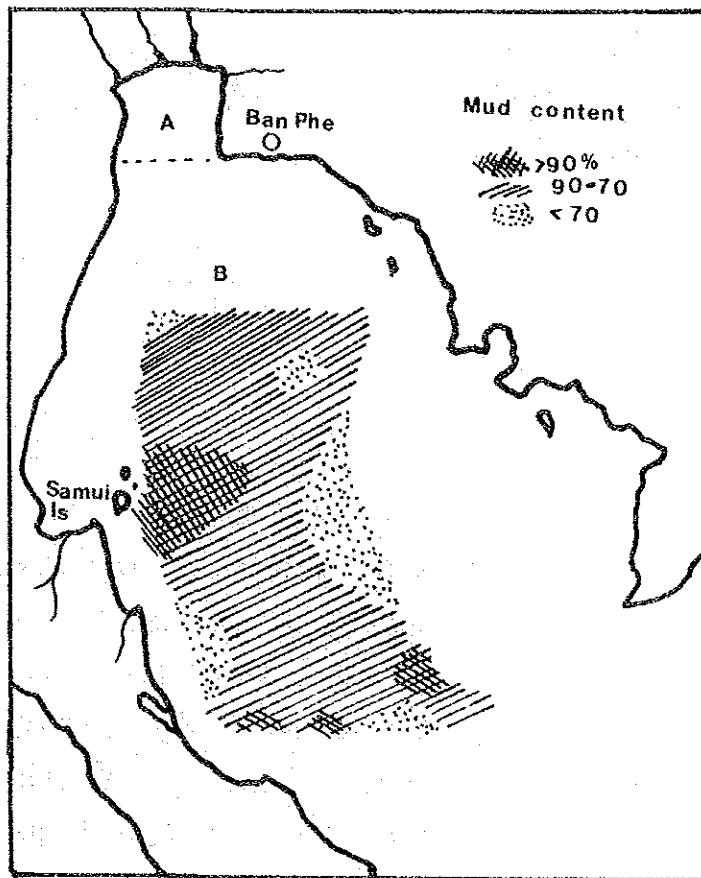 A
Ban Phe
Mud content
>90%
90-70
<70
B
Samui
Is